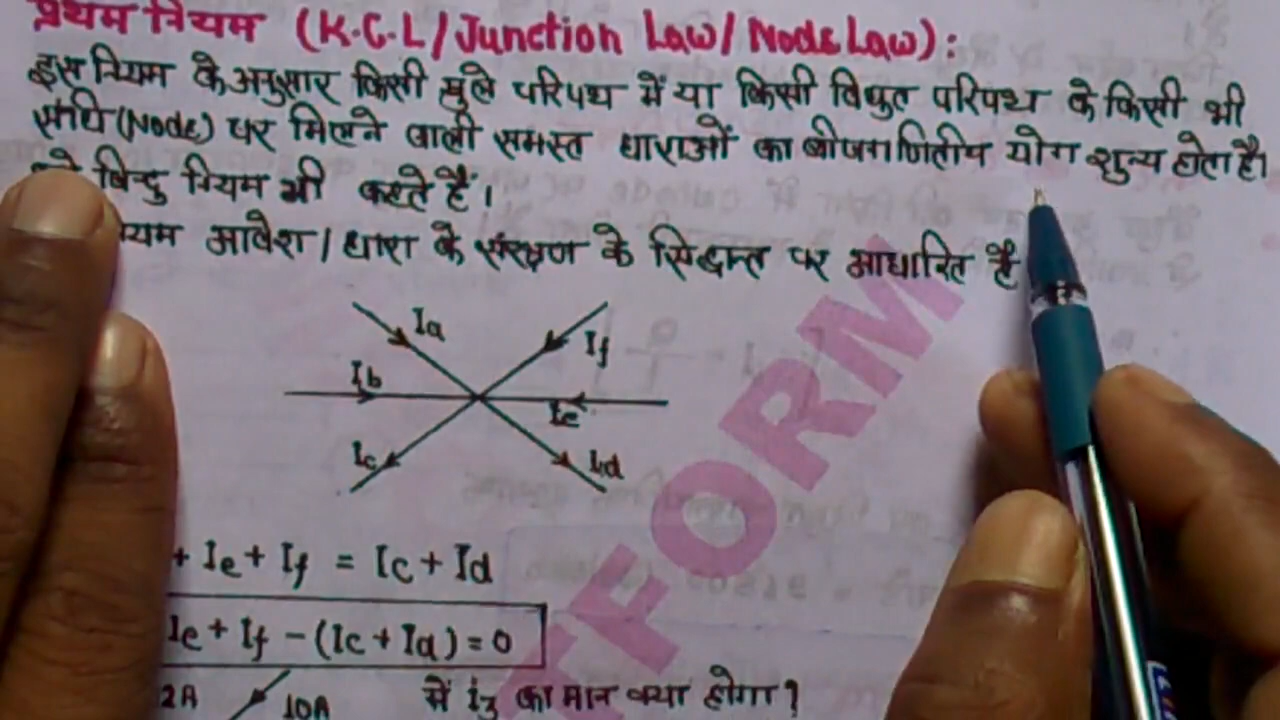 प्रथम नियम (K.C.L/Junction Law/Node Law):
इस नियम के अनुसार किसी खुले परिपथ में या किसी विद्युत परिपथ के किसी भी
संधि (Node) पर मिलने वाली समस्त धाराओं का बीजगणितीय योग शून्य होता है।
बिन्दु नियम भी कहते हैं।
यम आवेश / धारा के संरक्षण के सिद्धान्त पर आधारित है
Ia
If
Ib
Ie
Ic
Id
+ Ie + If = Ic + Id
Ie + If - (Ic + Id) = 0
2A 10A में i3 का मान क्या होगा?
TFORM